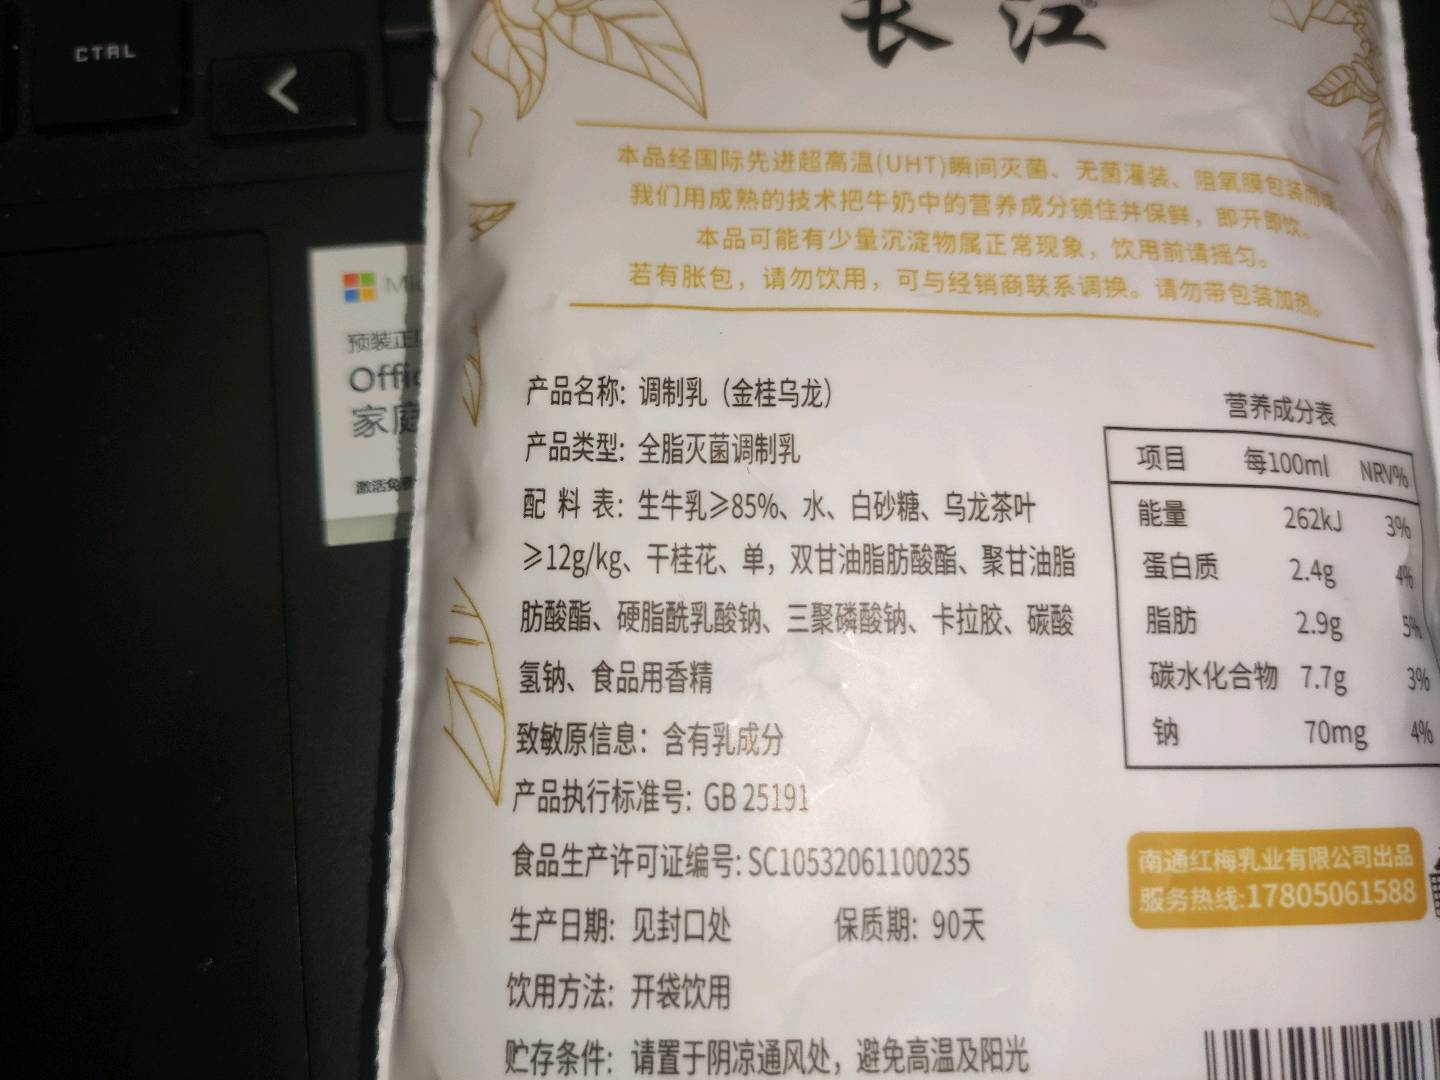 CTRL
长江
本品经国际先进超高温(UHT)瞬间灭菌、无菌灌装、阻氧膜包装而成
我们用成熟的技术把牛奶中的营养成分锁住并保鲜，即开即饮。
本品可能有少量沉淀物属正常现象，饮用前请摇匀。
若有胀包，请勿饮用，可与经销商联系调换。请勿带包装加热。
预装正
Offic
家庭
激活免费
产品名称：调制乳（金桂乌龙）
产品类型：全脂灭菌调制乳
配 料 表：生牛乳≥85%、水、白砂糖、乌龙茶叶
≥12g/kg、干桂花、单，双甘油脂肪酸酯、聚甘油脂
肪酸酯、硬脂酰乳酸钠、三聚磷酸钠、卡拉胶、碳酸
氢钠、食品用香精
致敏原信息：含有乳成分
产品执行标准号：GB 25191
食品生产许可证编号: SC10532061100235
生产日期：见封口处 保质期：90天
饮用方法：开袋饮用
贮存条件：请置于阴凉通风处，避免高温及阳光
营养成分表
项目 每100ml NRV%
能量 262kJ 3%
蛋白质 2.4g 4%
脂肪 2.9g 5%
碳水化合物 7.7g 3%
钠 70mg 4%
南通红梅乳业有限公司出品
服务热线:17805061588